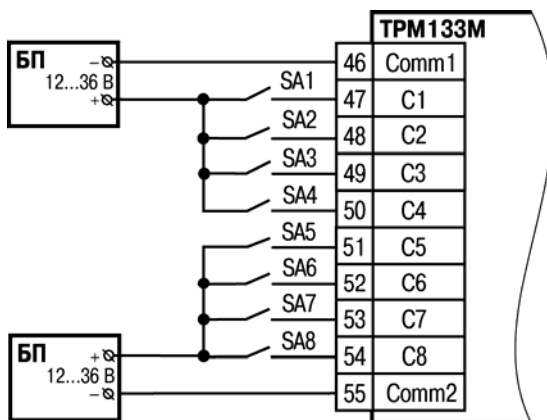 ТРМ133М
БП
–
12...36 В
+
46 Comm1
SA1
47 C1
SA2
48 C2
SA3
49 C3
SA4
50 C4
SA5
51 C5
SA6
52 C6
SA7
53 C7
SA8
54 C8
БП
+
12...36 В
–
55 Comm2